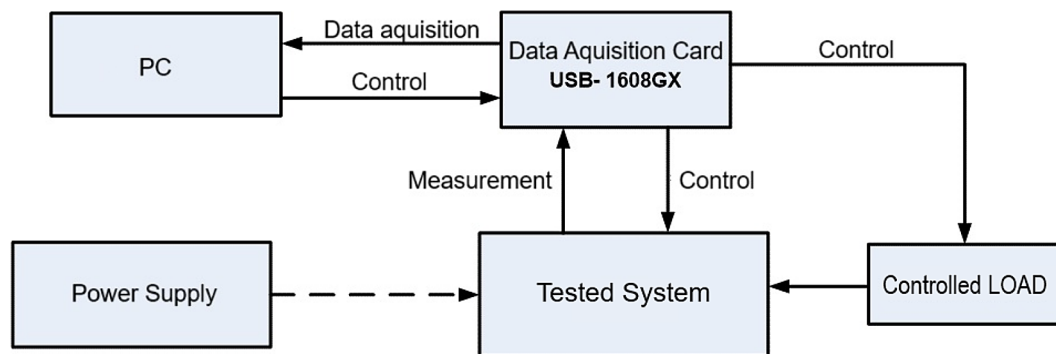 Data aquisition
PC
Control
Data Aquisition Card
USB- 1608GX
Control
Measurement
Control
Power Supply
Tested System
Controlled LOAD